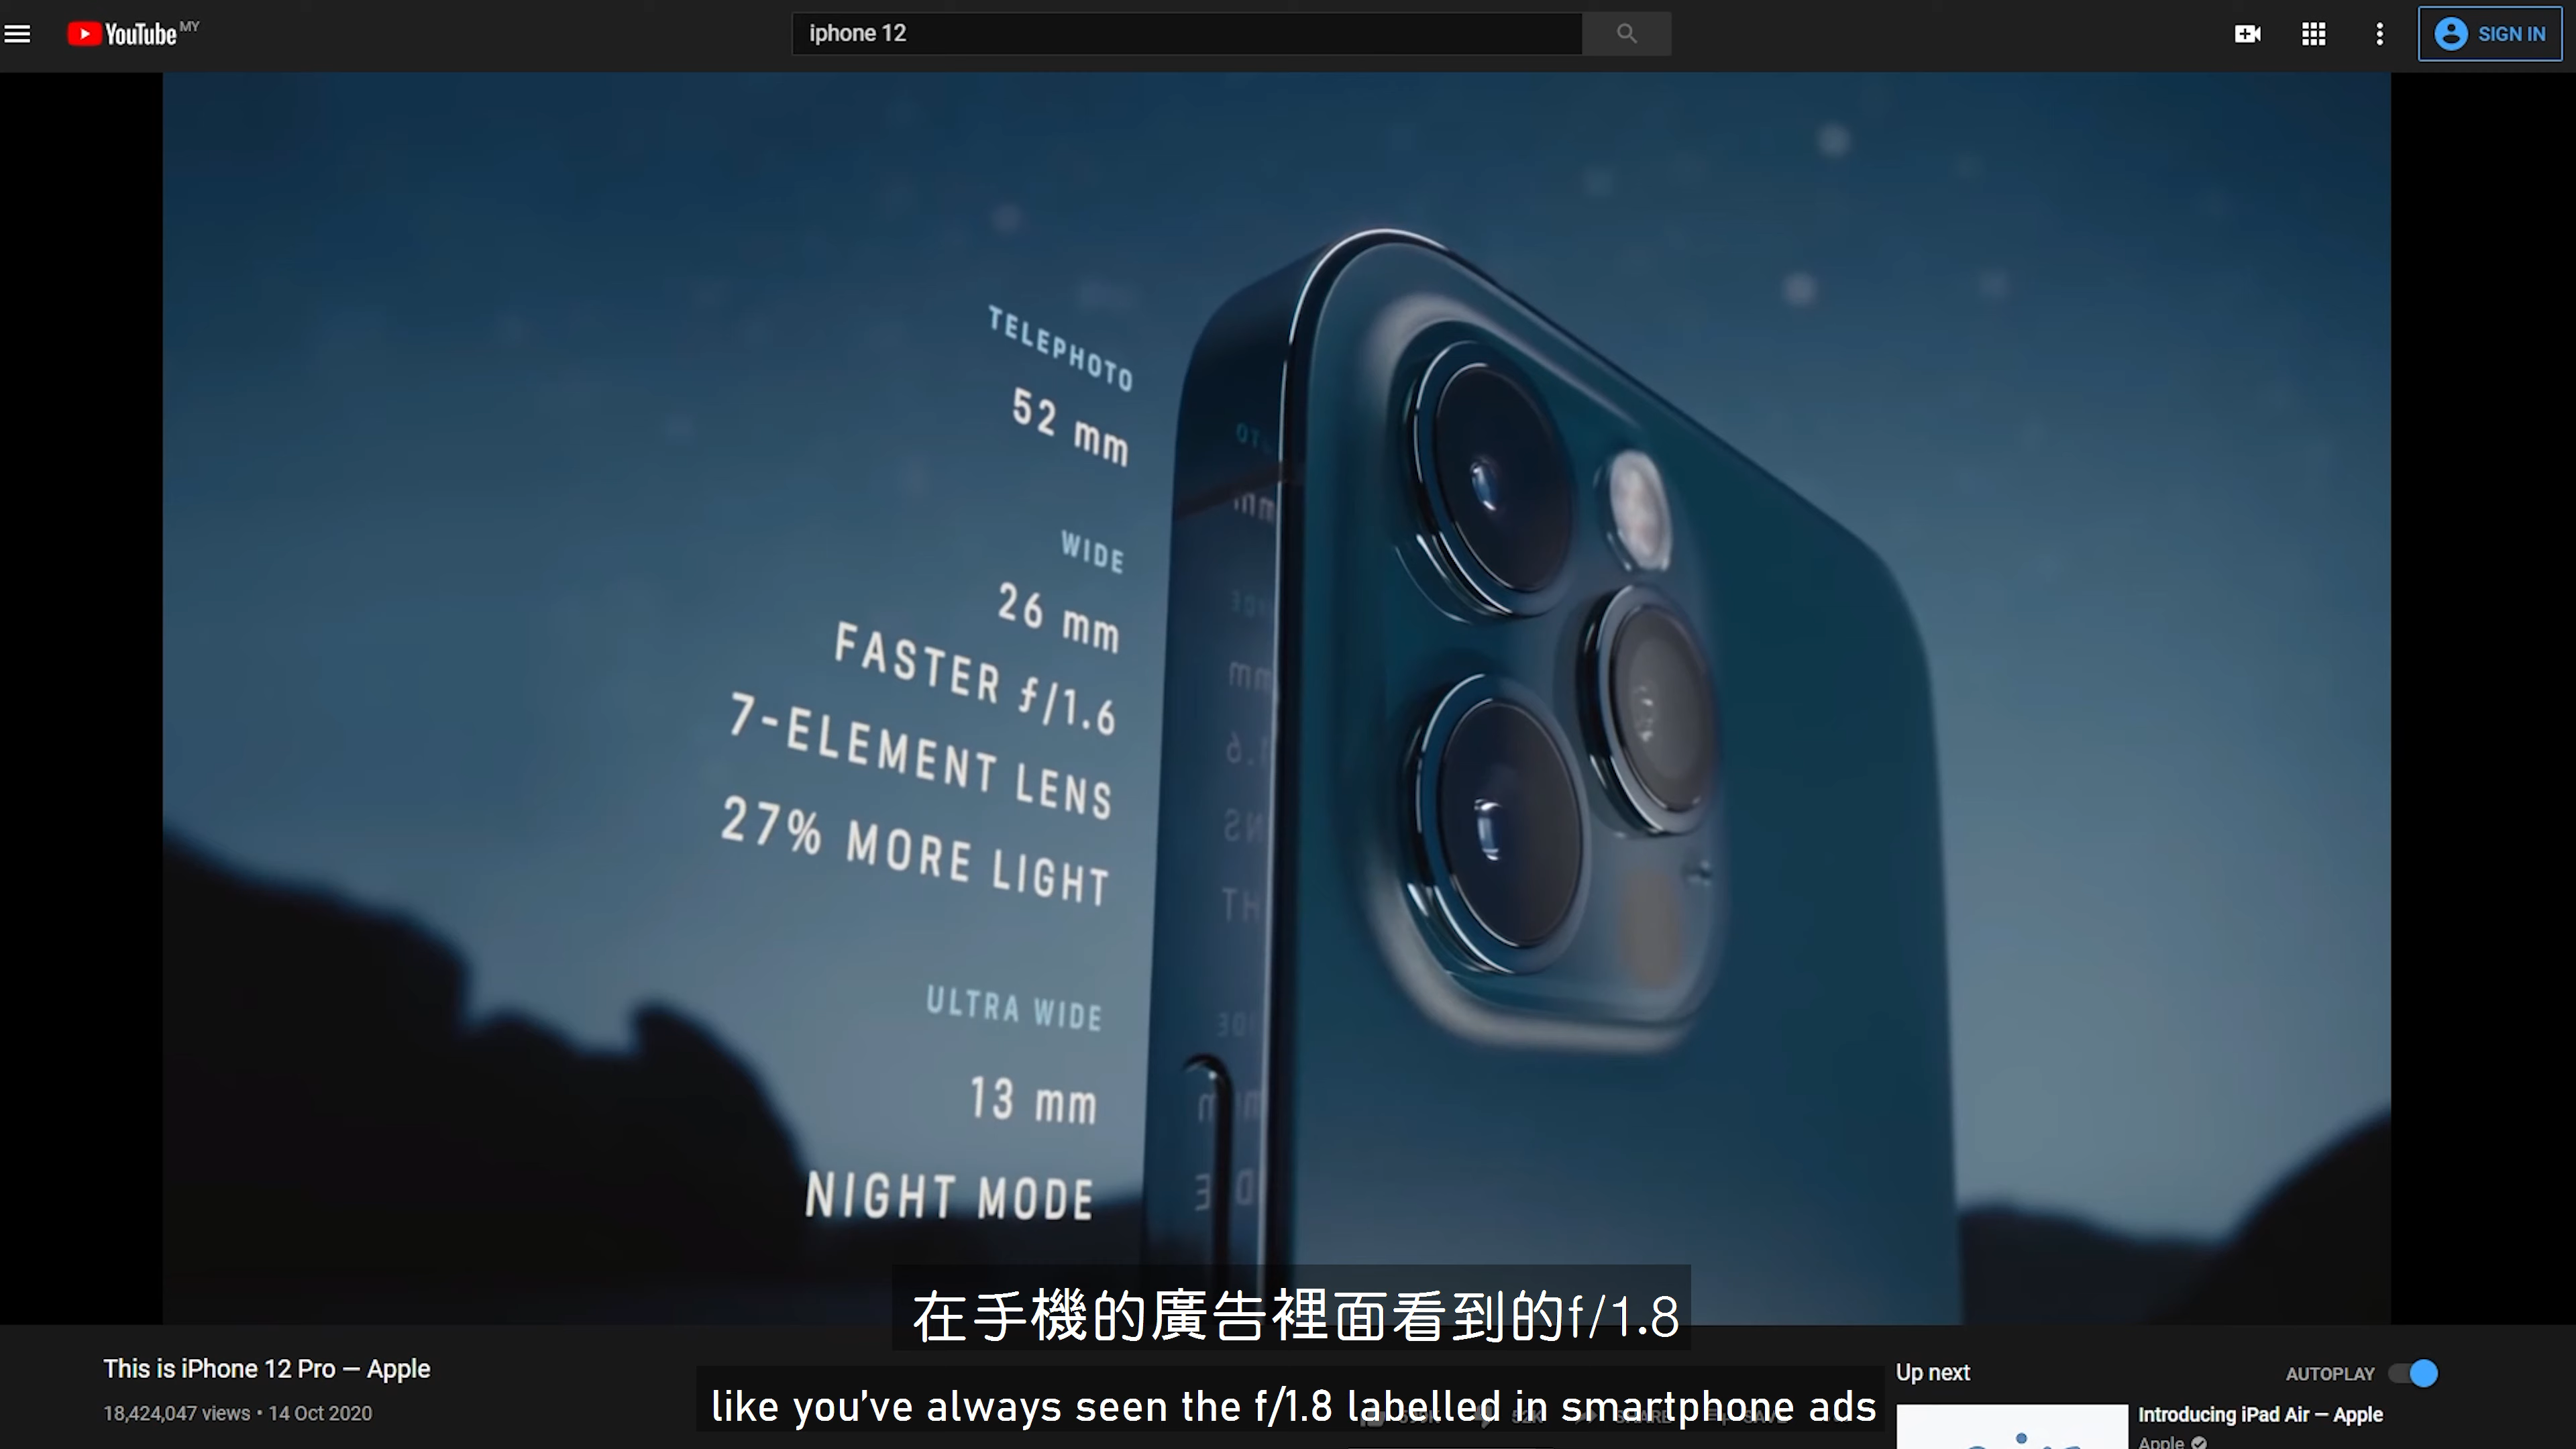 YouTube MY
iphone 12
SIGN IN
TELEPHOTO
52 mm
WIDE
26 mm
FASTER ƒ/1.6
7-ELEMENT LENS
27% MORE LIGHT
ULTRA WIDE
13 mm
NIGHT MODE
在手機的廣告裡面看到的f/1.8
This is iPhone 12 Pro — Apple
18,424,047 views • 14 Oct 2020
like you've always seen the f/1.8 labelled in smartphone ads
Up next
AUTOPLAY
Introducing iPad Air — Apple
Apple